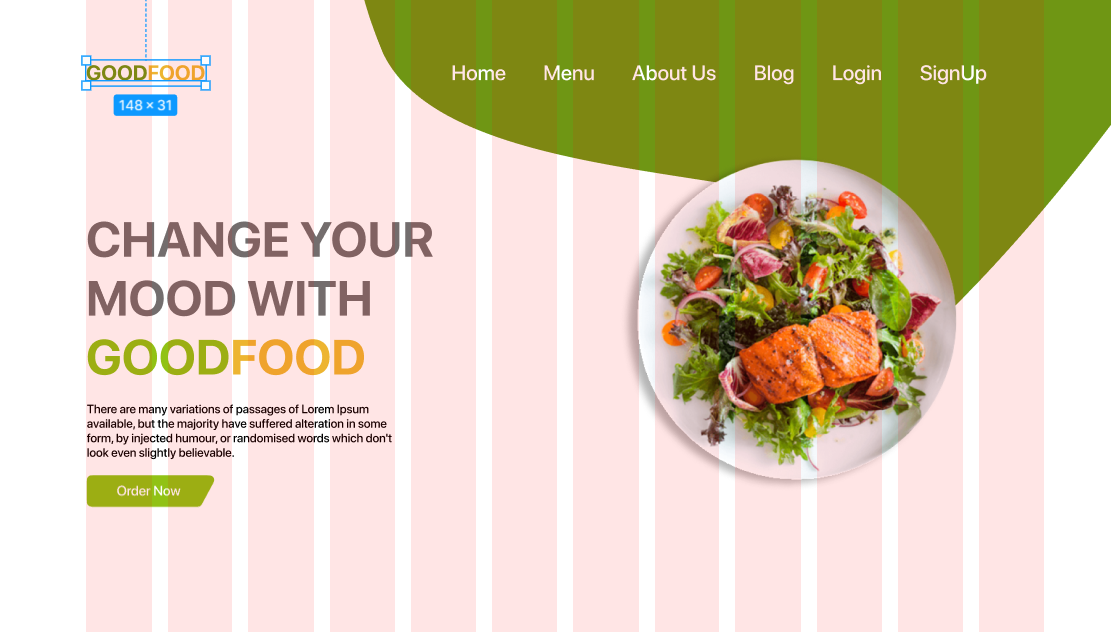 GOODFOOD
148 × 31
Home Menu About Us Blog Login SignUp
CHANGE YOUR
MOOD WITH
GOODFOOD
There are many variations of passages of Lorem Ipsum
available, but the majority have suffered alteration in some
form, by injected humour, or randomised words which don't
look even slightly believable.
Order Now